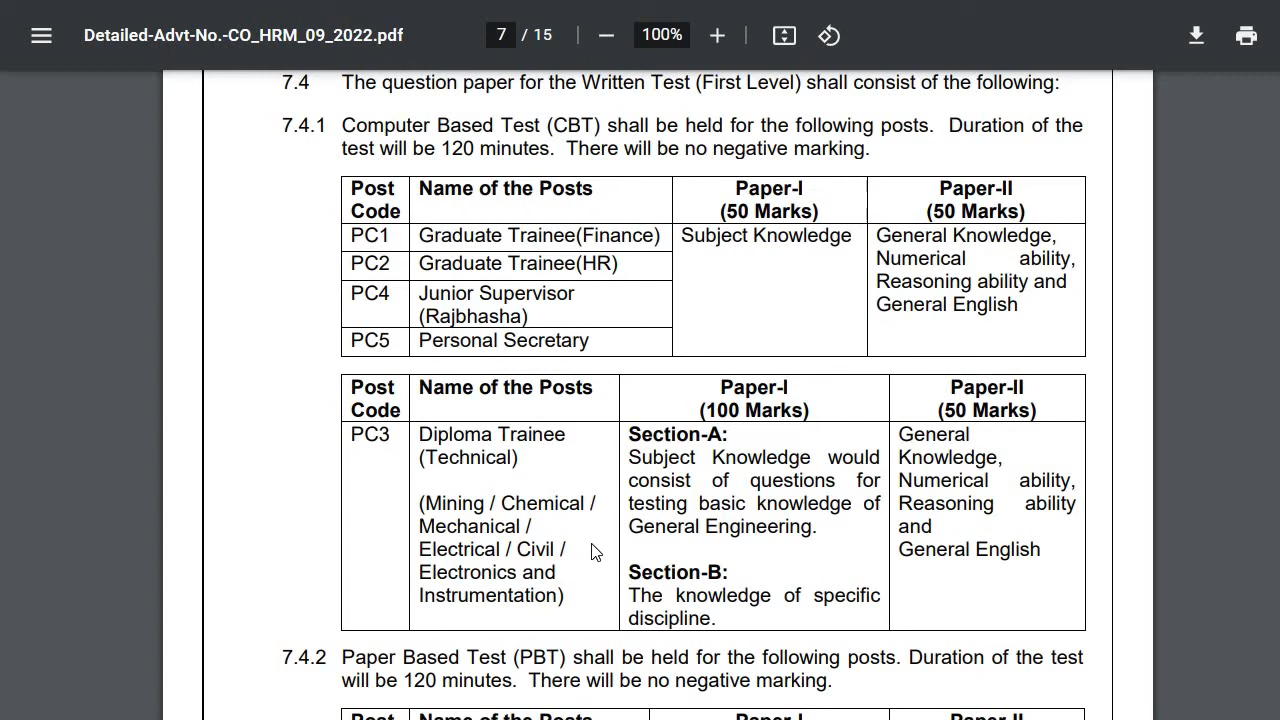 Detailed-Advt-No.-CO_HRM_09_2022.pdf
7 / 15
100%
7.4 The question paper for the Written Test (First Level) shall consist of the following:
7.4.1 Computer Based Test (CBT) shall be held for the following posts. Duration of the
test will be 120 minutes. There will be no negative marking.
Post Code
Name of the Posts
Paper-I
(50 Marks)
Paper-II
(50 Marks)
PC1
Graduate Trainee(Finance)
PC2
Graduate Trainee(HR)
PC4
Junior Supervisor
(Rajbhasha)
PC5
Personal Secretary
Subject Knowledge
General Knowledge,
Numerical ability,
Reasoning ability and
General English
Post Code
Name of the Posts
Paper-I
(100 Marks)
Paper-II
(50 Marks)
PC3
Diploma Trainee
(Technical)
(Mining / Chemical /
Mechanical /
Electrical / Civil /
Electronics and
Instrumentation)
Section-A:
Subject Knowledge would
consist of questions for
testing basic knowledge of
General Engineering.
Section-B:
The knowledge of specific
discipline.
General
Knowledge,
Numerical ability,
Reasoning ability
and
General English
7.4.2 Paper Based Test (PBT) shall be held for the following posts. Duration of the test
will be 120 minutes. There will be no negative marking.
Post
Name of the Posts
Paper-I
Paper-II